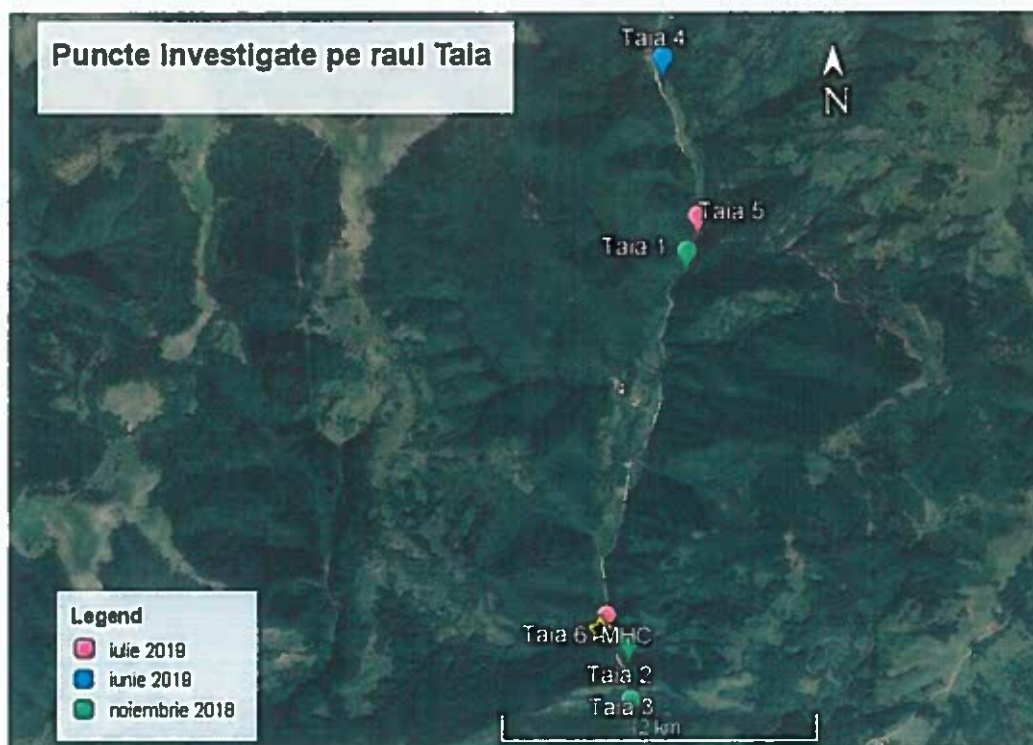 Puncte investigate pe raul Taia
Taia 4
N
Taia 5
Taia 1
Taia 6
MHC
Taia 2
Taia 3
2 km
Legend
iulie 2019
iunie 2019
noiembrie 2018